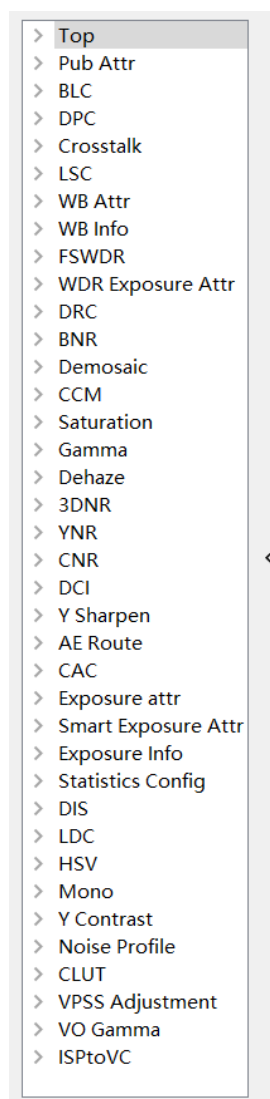 Top
Pub Attr
BLC
DPC
Crosstalk
LSC
WB Attr
WB Info
FSWDR
WDR Exposure Attr
DRC
BNR
Demosaic
CCM
Saturation
Gamma
Dehaze
3DNR
YNR
CNR
DCI
Y Sharpen
AE Route
CAC
Exposure attr
Smart Exposure Attr
Exposure Info
Statistics Config
DIS
LDC
HSV
Mono
Y Contrast
Noise Profile
CLUT
VPSS Adjustment
VO Gamma
ISPtoVC